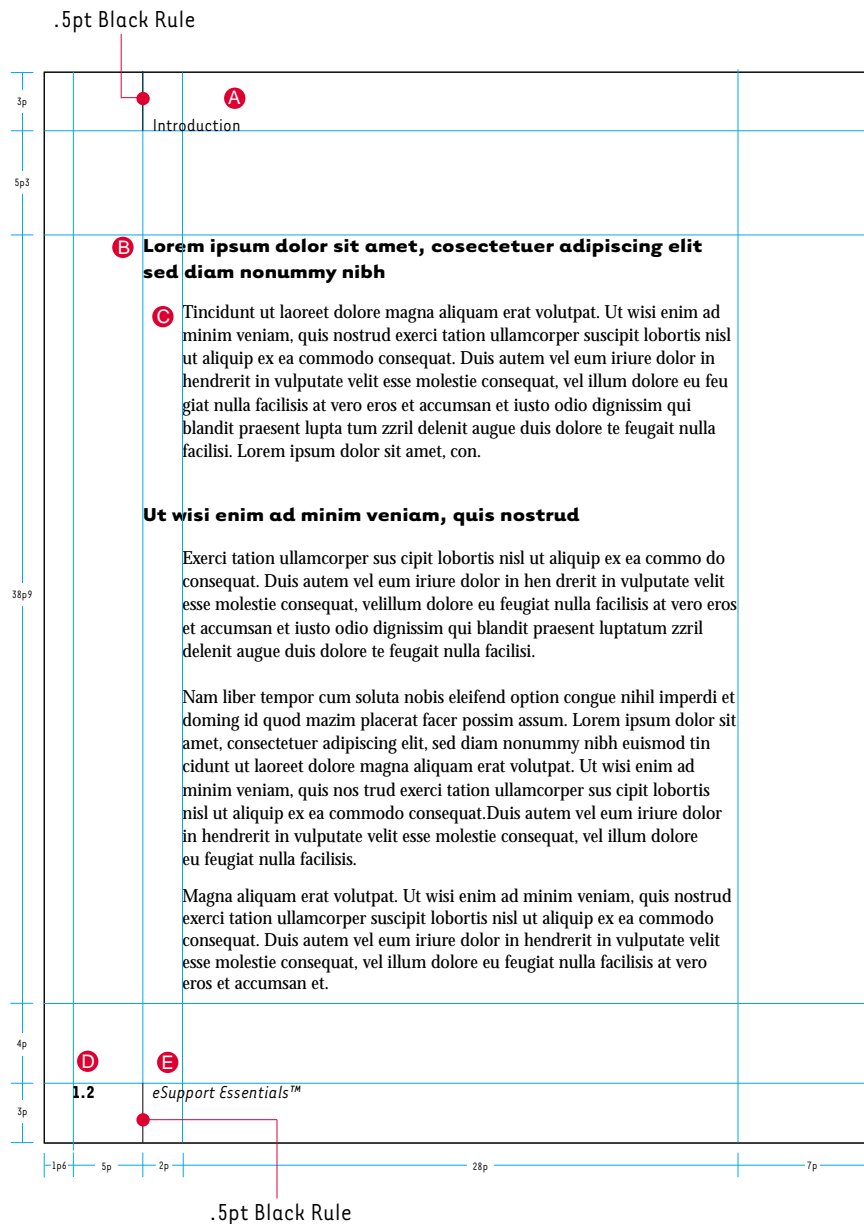 .5pt Black Rule
3p
A
Introduction
5p3
B
Lorem ipsum dolor sit amet, cosectetuer adipiscing elit
sed diam nonummy nibh
C
Tincidunt ut laoreet dolore magna aliquam erat volutpat. Ut wisi enim ad
minim veniam, quis nostrud exerci tation ullamcorper suscipit lobortis nisl
ut aliquip ex ea commodo consequat. Duis autem vel eum iriure dolor in
hendrerit in vulputate velit esse molestie consequat, vel illum dolore eu feu
giat nulla facilisis at vero eros et accumsan et iusto odio dignissim qui
blandit praesent lupta tum zzril delenit augue duis dolore te feugait nulla
facilisi. Lorem ipsum dolor sit amet, con.
Ut wisi enim ad minim veniam, quis nostrud
Exerci tation ullamcorper sus cipit lobortis nisl ut aliquip ex ea commo do
consequat. Duis autem vel eum iriure dolor in hen drerit in vulputate velit
38p9
esse molestie consequat, velillum dolore eu feugiat nulla facilisis at vero eros
et accumsan et iusto odio dignissim qui blandit praesent luptatum zzril
delenit augue duis dolore te feugait nulla facilisi.
Nam liber tempor cum soluta nobis eleifend option congue nihil imperdi et
doming id quod mazim placerat facer possim assum. Lorem ipsum dolor sit
amet, consectetuer adipiscing elit, sed diam nonummy nibh euismod tin
cidunt ut laoreet dolore magna aliquam erat volutpat. Ut wisi enim ad
minim veniam, quis nos trud exerci tation ullamcorper sus cipit lobortis
nisl ut aliquip ex ea commodo consequat.Duis autem vel eum iriure dolor
in hendrerit in vulputate velit esse molestie consequat, vel illum dolore
eu feugiat nulla facilisis.
Magna aliquam erat volutpat. Ut wisi enim ad minim veniam, quis nostrud
exerci tation ullamcorper suscipit lobortis nisl ut aliquip ex ea commodo
consequat. Duis autem vel eum iriure dolor in hendrerit in vulputate velit
esse molestie consequat, vel illum dolore eu feugiat nulla facilisis at vero
eros et accumsan et.
4p
D
E
1.2
eSupport Essentials™
3p
1p6
5p
2p
28p
7p
.5pt Black Rule